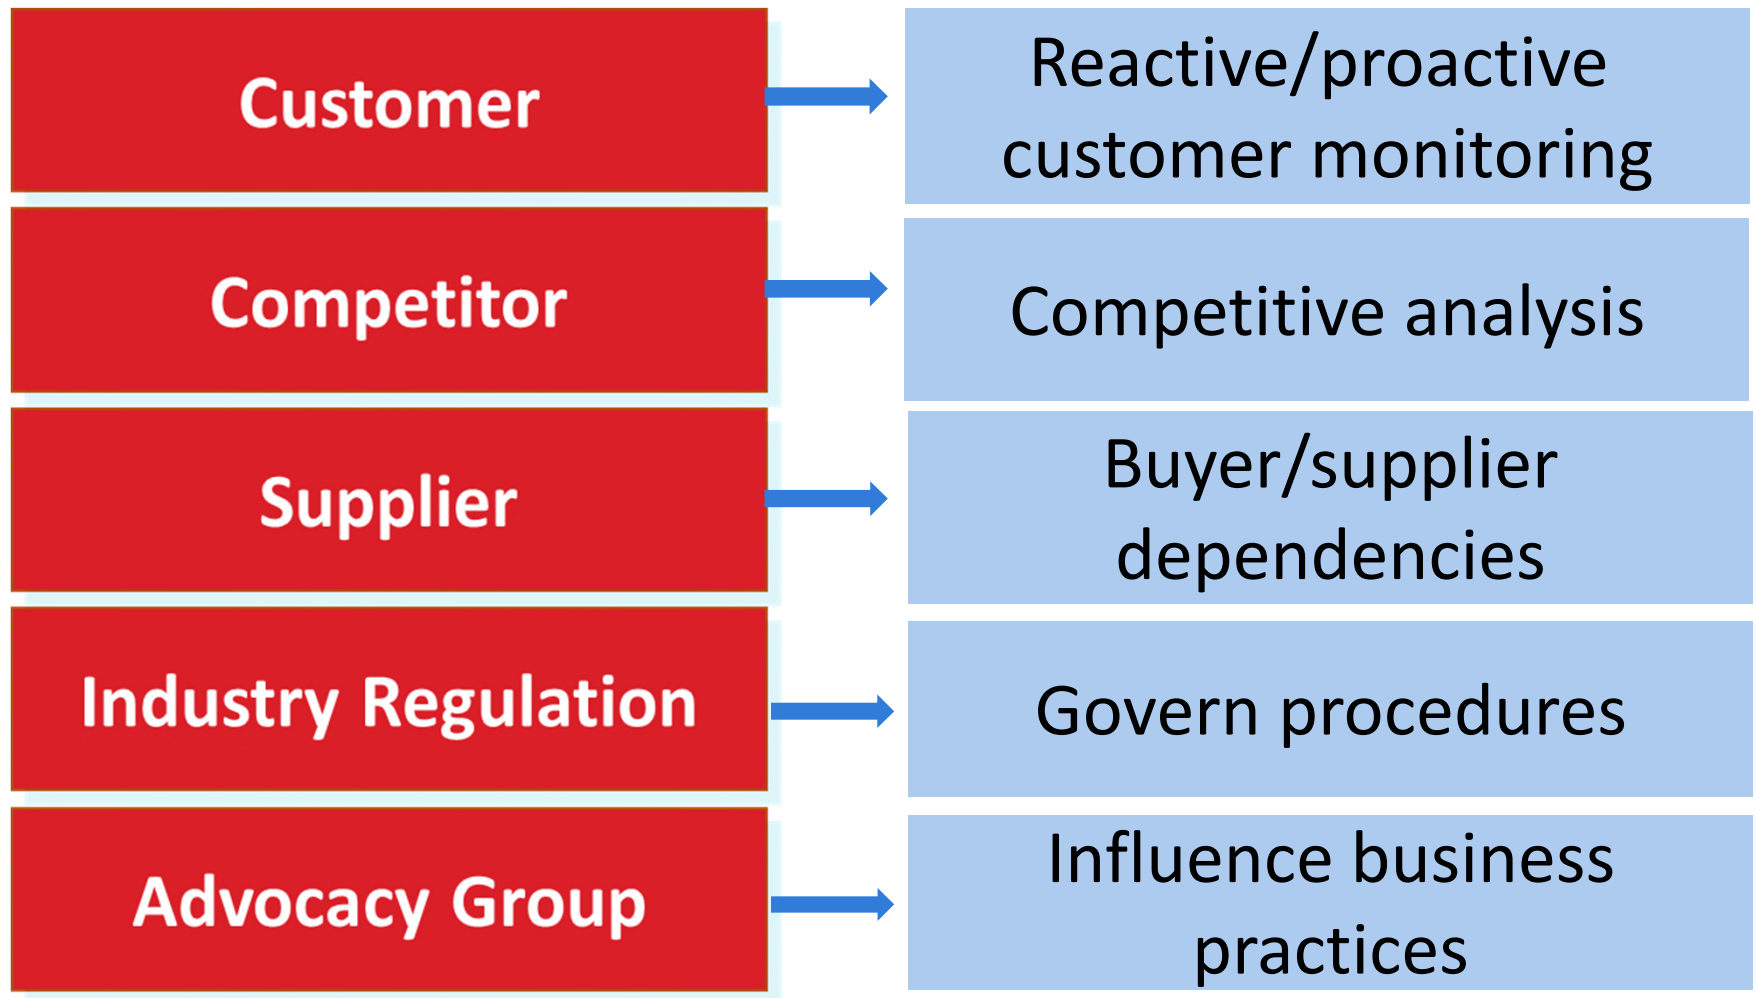 Customer
Reactive/proactive
customer monitoring
Competitor
Competitive analysis
Supplier
Buyer/supplier
dependencies
Industry Regulation
Govern procedures
Advocacy Group
Influence business
practices